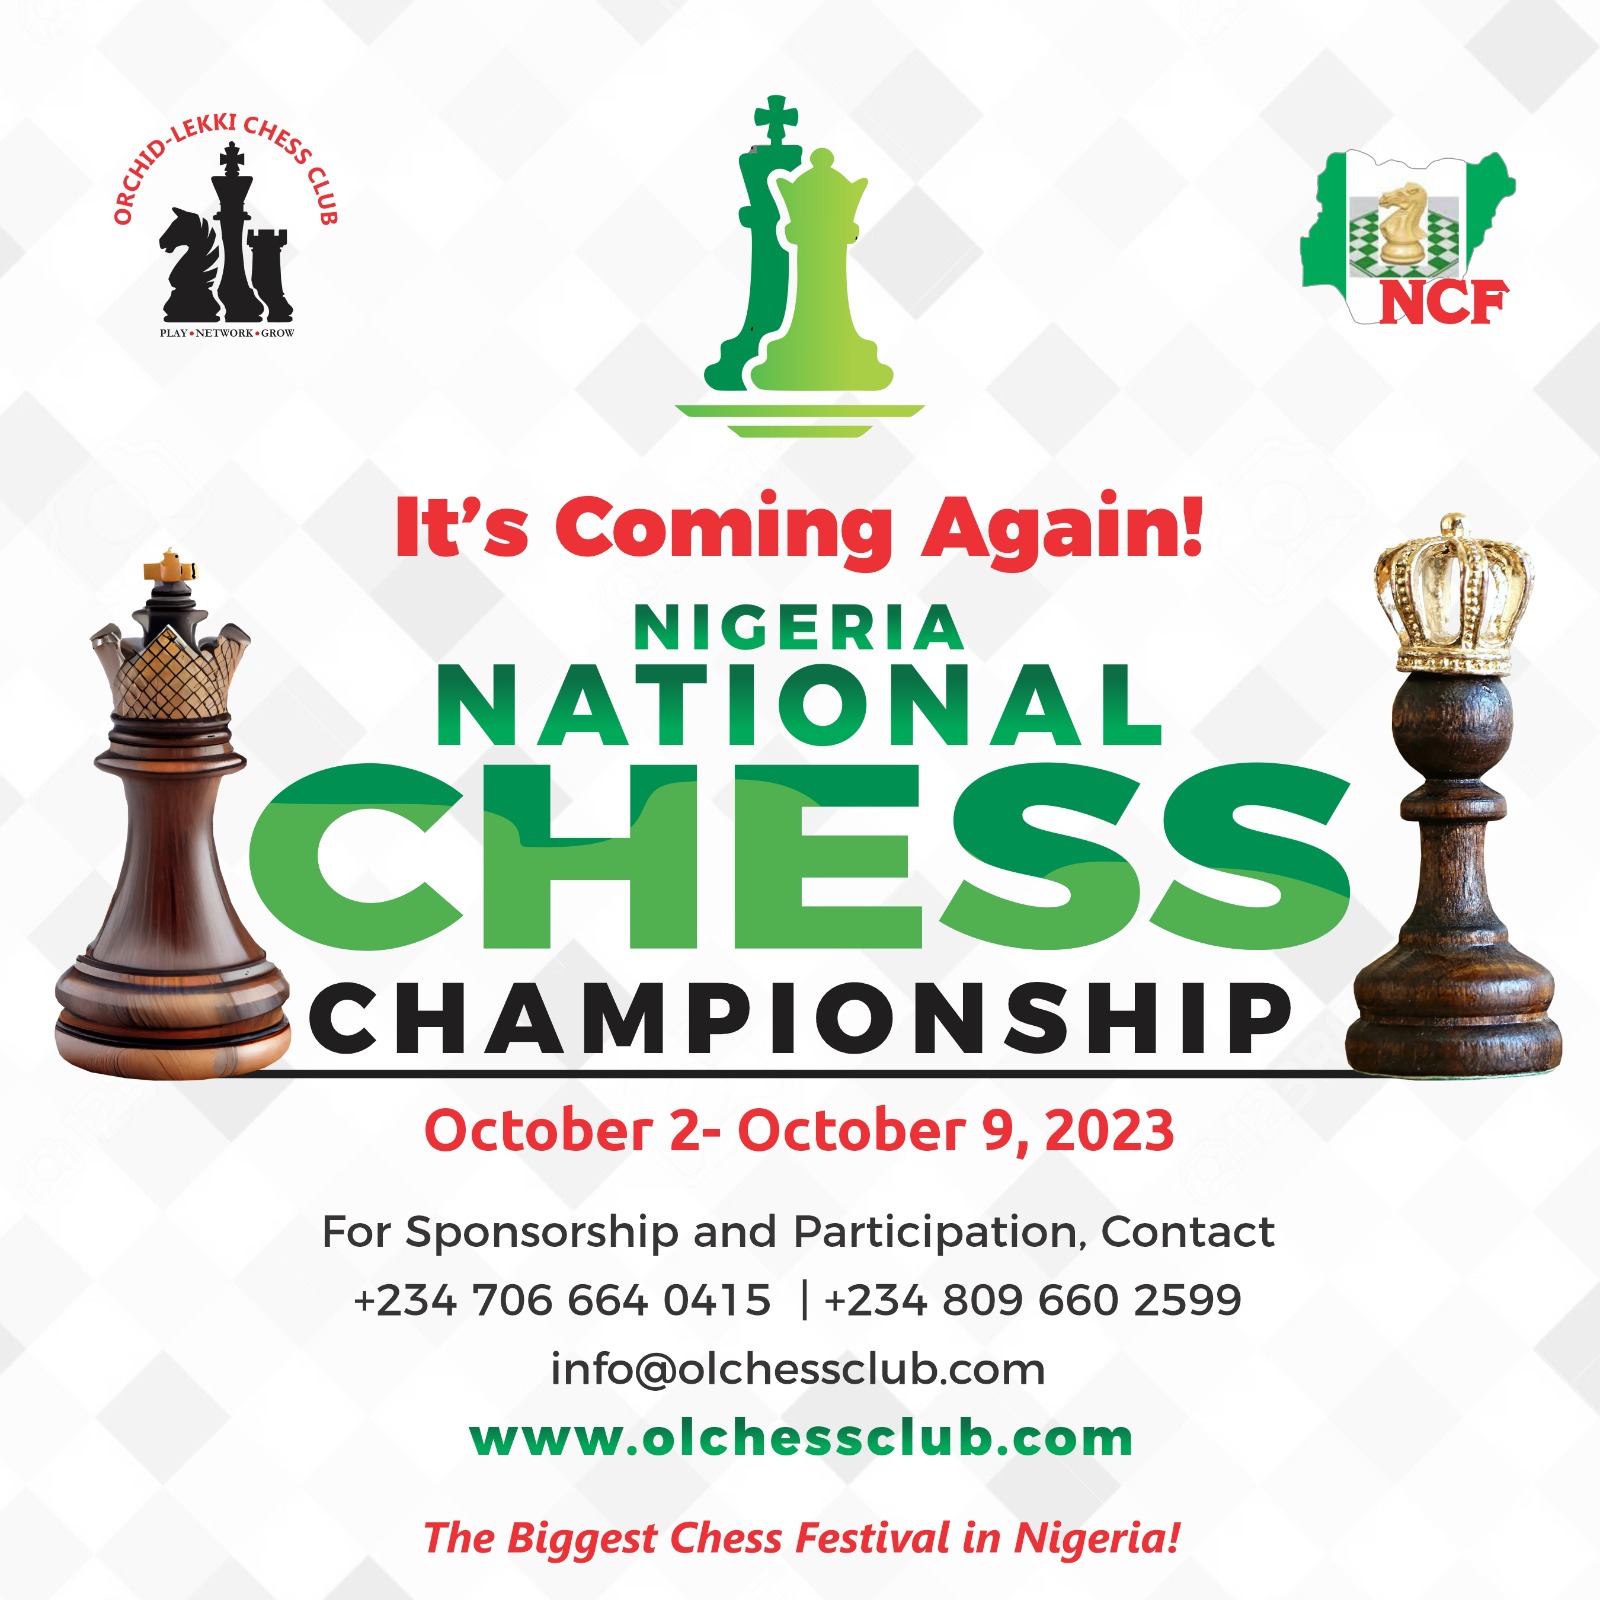 ORCHID-LEKKI CHESS CLUB
PLAY•NETWORK•GROW
NCF
It's Coming Again!
NIGERIA
NATIONAL
CHESS
CHAMPIONSHIP
October 2- October 9, 2023
For Sponsorship and Participation, Contact
+234 706 664 0415 | +234 809 660 2599
info@olchessclub.com
www.olchessclub.com
The Biggest Chess Festival in Nigeria!